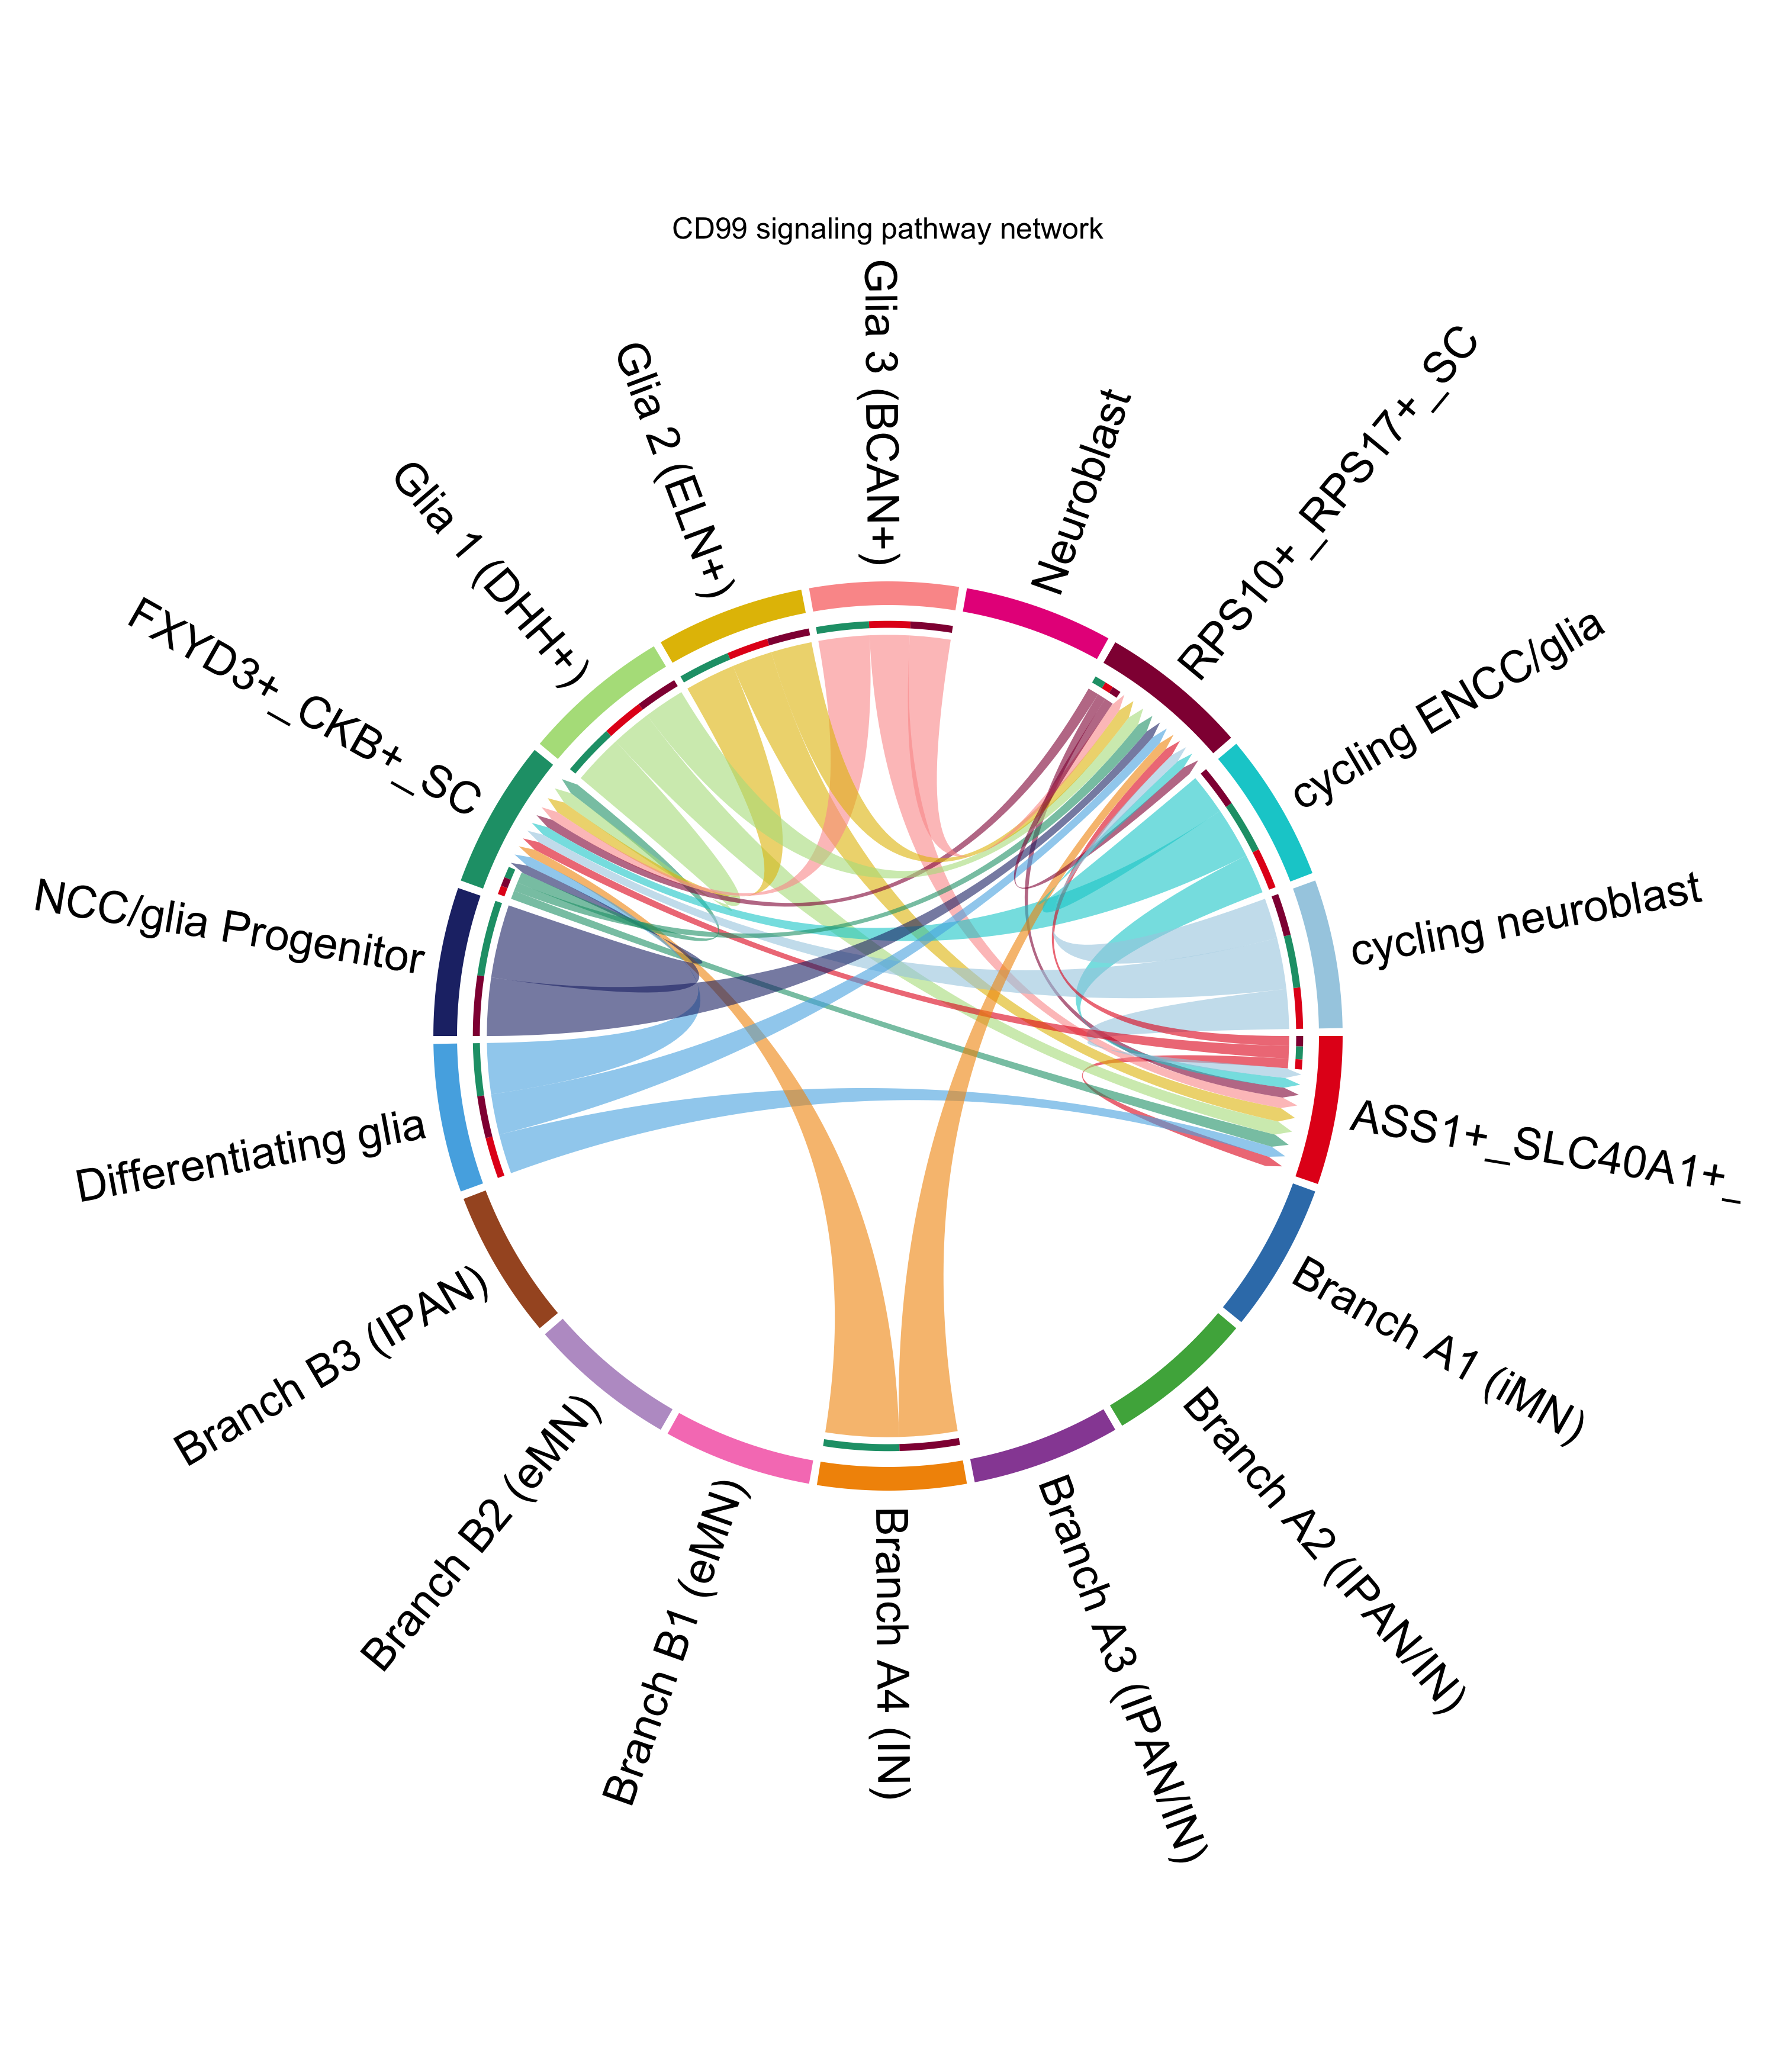 CD99 signaling pathway network
Glia 3 (BCAN+)
Neuroblast
RPS10+_RPS17+_SC
cycling ENCC/glia
cycling neuroblast
ASS1+_SLC40A1+_
Branch A1 (iMN)
Branch A2 (IPAN/IN)
Branch A3 (IPAN/IN)
Branch A4 (IN)
Branch B1 (eMN)
Branch B2 (eMN)
Branch B3 (IPAN)
Differentiating glia
NCC/glia Progenitor
FXYD3+_CKB+_SC
Glia 1 (DHH+)
Glia 2 (ELN+)